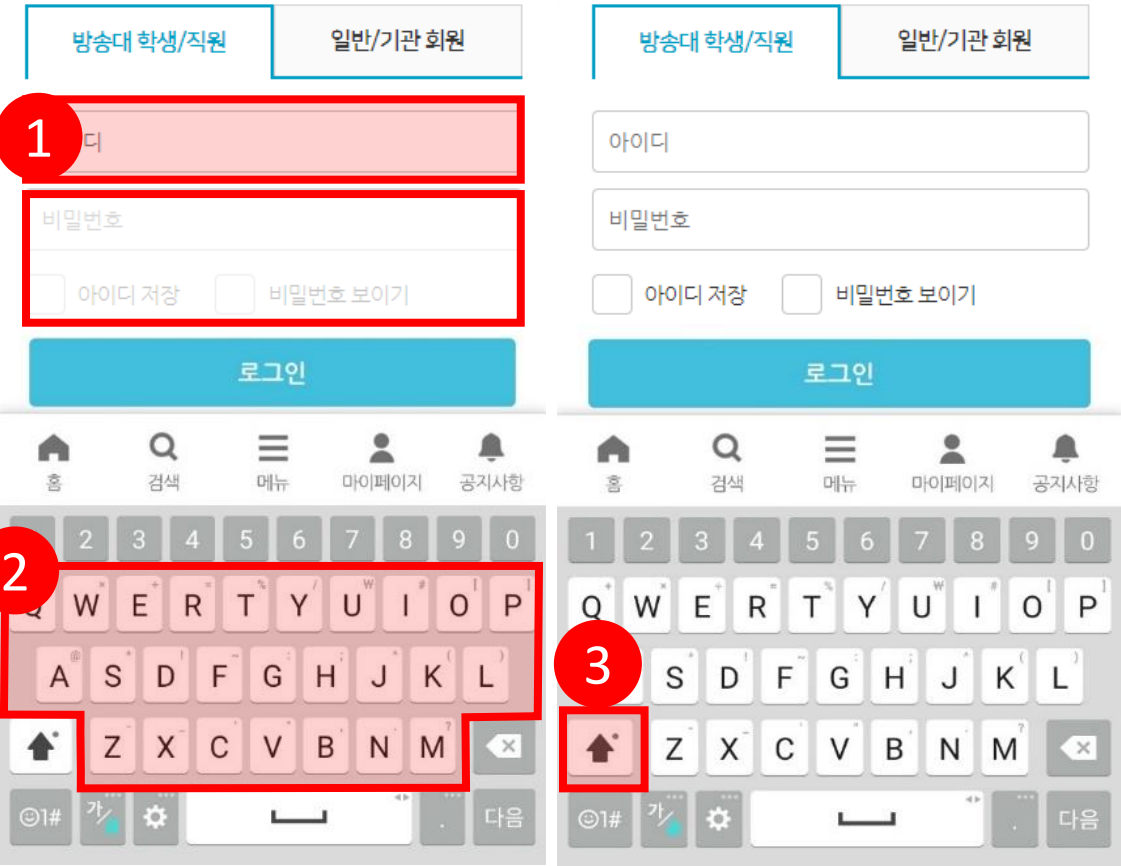 방송대 학생/직원 일반/기관 회원
1 디
비밀번호
아이디 저장 비밀번호 보이기
로그인
홈 검색 메뉴 마이페이지 공지사항
2 3 4 5 6 7 8 9 0
2
Q W E R T Y U I O P
A S D F G H J K L
Z X C V B N M
☺1# 가/ . 다음
방송대 학생/직원 일반/기관 회원
아이디
비밀번호
아이디 저장 비밀번호 보이기
로그인
홈 검색 메뉴 마이페이지 공지사항
1 2 3 4 5 6 7 8 9 0
Q W E R T Y U I O P
3 S D F G H J K L
Z X C V B N M
☺1# 가/ . 다음